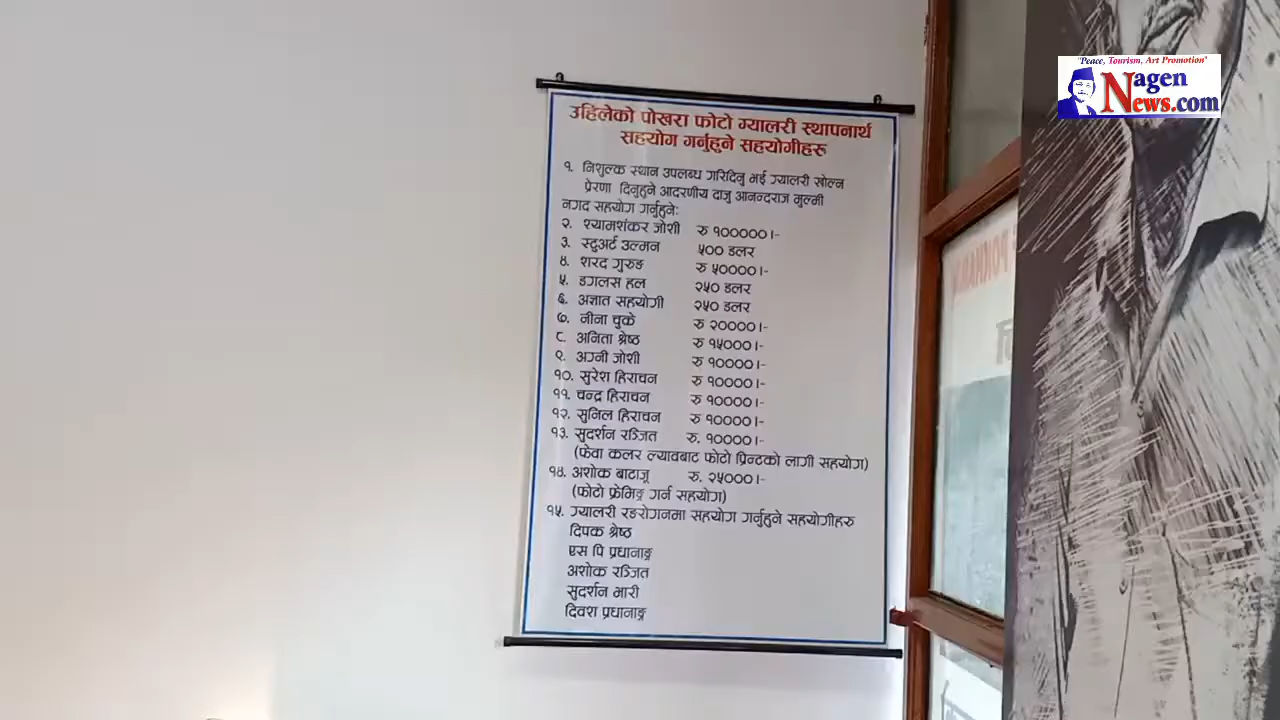 उहिलेको पोखरा फोटो ग्यालरी स्थापनार्थ
सहयोग गर्नुहुने सहयोगीहरु
१. निशुल्क स्थान उपलब्ध गरिदिनु भई ग्यालरी खोल्न
प्रेरणा दिनुहुने आदरणीय दाजु आनन्दराज मुल्मी
नगद सहयोग गर्नुहुनेः
२. श्यामशंकर जोशी रु १०००००।-
३. स्टुअर्ट उल्मन ५०० डलर
४. शरद गुरुङ रु ५००००।-
५. डगलस हल २५० डलर
६. अज्ञात सहयोगी २५० डलर
७. नीना चुके रु २००००।-
८. अनिता श्रेष्ठ रु १५०००।-
९. अग्नी जोशी रु १००००।-
१०. सुरेश हिराचन रु १००००।-
११. चन्द्र हिराचन रु १००००।-
१२. सुनिल हिराचन रु १००००।-
१३. सुदर्शन रञ्जित रु. १००००।-
(फेवा कलर ल्यावबाट फोटो प्रिन्टको लागी सहयोग)
१४. अशोक बाटाजू रु. २५०००।-
(फोटो फ्रेमिङ्ग गर्न सहयोग)
१५. ग्यालरी रङरोगनमा सहयोग गर्नुहुने सहयोगीहरु
दिपक श्रेष्ठ
एस पि प्रधानाङ्ग
अशोक रञ्जित
सुदर्शन भारी
दिवश प्रधानाङ्ग
"Peace, Tourism, Art Promotion"
Nagen
News.com